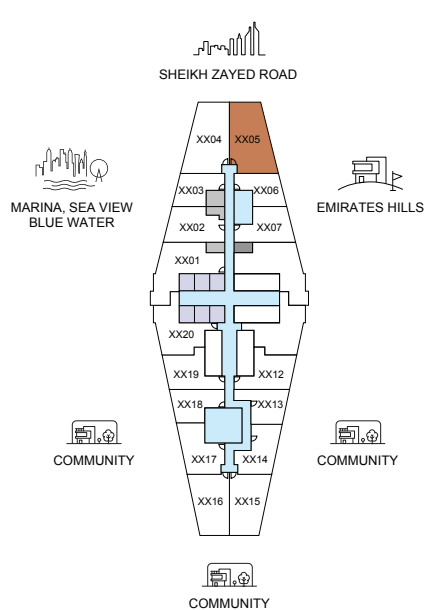 SHEIKH ZAYED ROAD
XX04 XX05
MARINA, SEA VIEW
BLUE WATER
EMIRATES HILLS
XX03 XX06
XX02 XX07
XX01
XX20
XX19 XX12
XX18 XX13
COMMUNITY
XX17 XX14
COMMUNITY
XX16 XX15
COMMUNITY